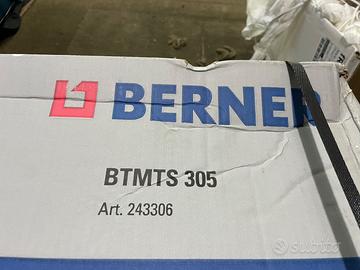 BERNER
BTMTS 305
Art. 243306
subito